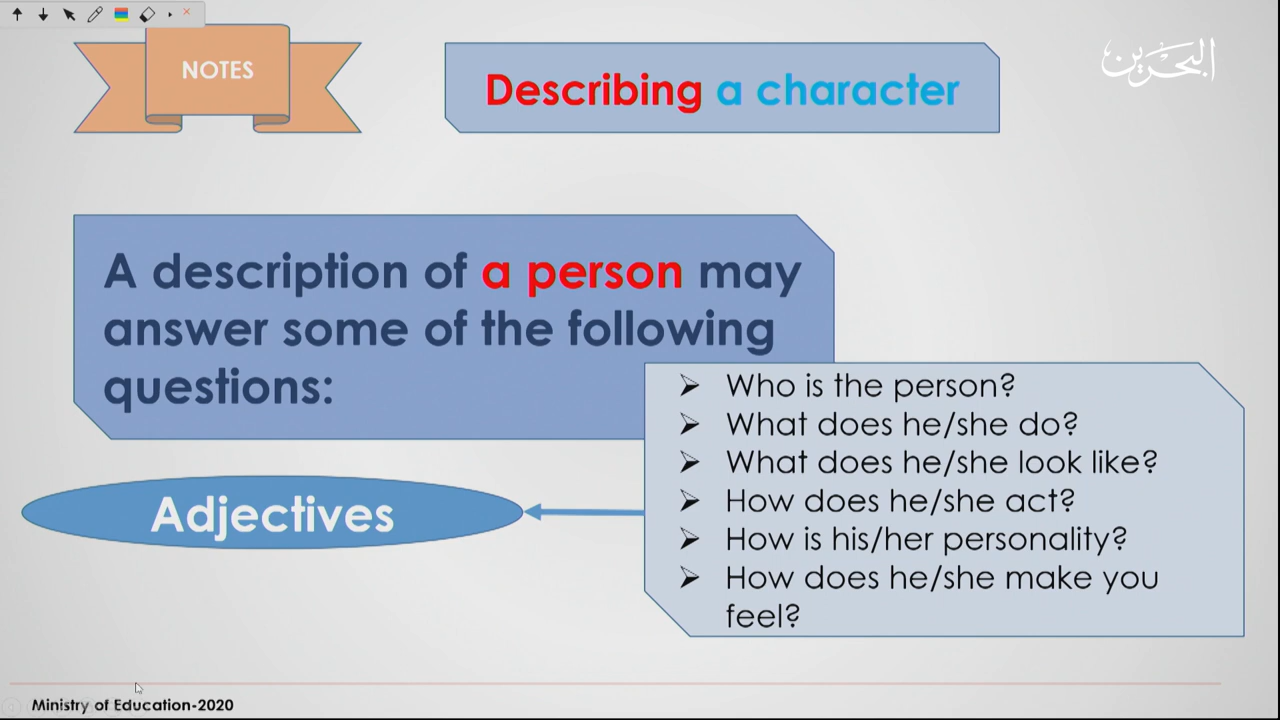 NOTES
Describing a character
البحرين
A description of a person may
answer some of the following
questions:
➢ Who is the person?
➢ What does he/she do?
➢ What does he/she look like?
➢ How does he/she act?
➢ How is his/her personality?
➢ How does he/she make you
feel?
Adjectives
Ministry of Education-2020